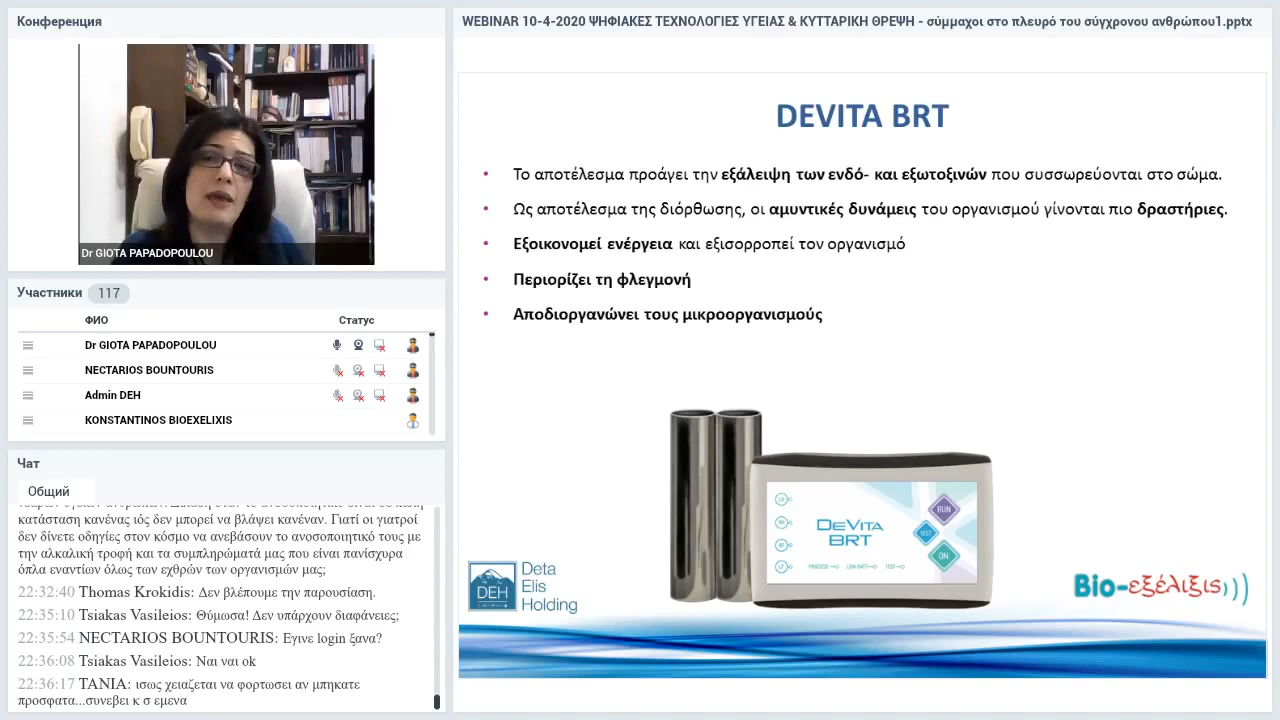 Конференция
Dr GIOTA PAPADOPOULOU
Участники 117
ФИО Статус
Dr GIOTA PAPADOPOULOU
NECTARIOS BOUNTOURIS
Admin DEH
KONSTANTINOS BIOEXELIXIS
Чат
Общий
κατάσταση κανένας ιός δεν μπορεί να βλάψει κανέναν. Γιατί οι γιατροί
δεν δίνετε οδηγίες στον κόσμο να ανεβάσουν το ανοσοποιητικό τους με
την αλκαλική τροφή και τα συμπληρώματά μας που είναι πανίσχυρα
όπλα εναντίων όλως των εχθρών των οργανισμών μας;
22:32:40 Thomas Krokidis: Δεν βλέπουμε την παρουσίαση.
22:35:10 Tsiakas Vasileios: Θύμωσα! Δεν υπάρχουν διαφάνειες;
22:35:54 NECTARIOS BOUNTOURIS: Εγινε login ξανα?
22:36:08 Tsiakas Vasileios: Ναι ναι ok
22:36:17 TANIA: ισως χειαζεται να φορτωσει αν μπηκατε
προσφατα...συνεβει κ σ εμενα
WEBINAR 10-4-2020 ΨΗΦΙΑΚΕΣ ΤΕΧΝΟΛΟΓΙΕΣ ΥΓΕΙΑΣ & ΚΥΤΤΑΡΙΚΗ ΘΡΕΨΗ - σύμμαχοι στο πλευρό του σύγχρονου ανθρώπου1.pptx
DEVITA BRT
• Το αποτέλεσμα προάγει την εξάλειψη των ενδό- και εξωτοξινών που συσσωρεύονται στο σώμα.
• Ως αποτέλεσμα της διόρθωσης, οι αμυντικές δυνάμεις του οργανισμού γίνονται πιο δραστήριες.
• Εξοικονομεί ενέργεια και εξισορροπεί τον οργανισμό
• Περιορίζει τη φλεγμονή
• Αποδιοργανώνει τους μικροοργανισμούς
DEVITA
BRT
RUN
TEST
ON
PROCESS LOW BATT TEST
DEH
Deta
Elis
Holding
Bio-εξέλιξις